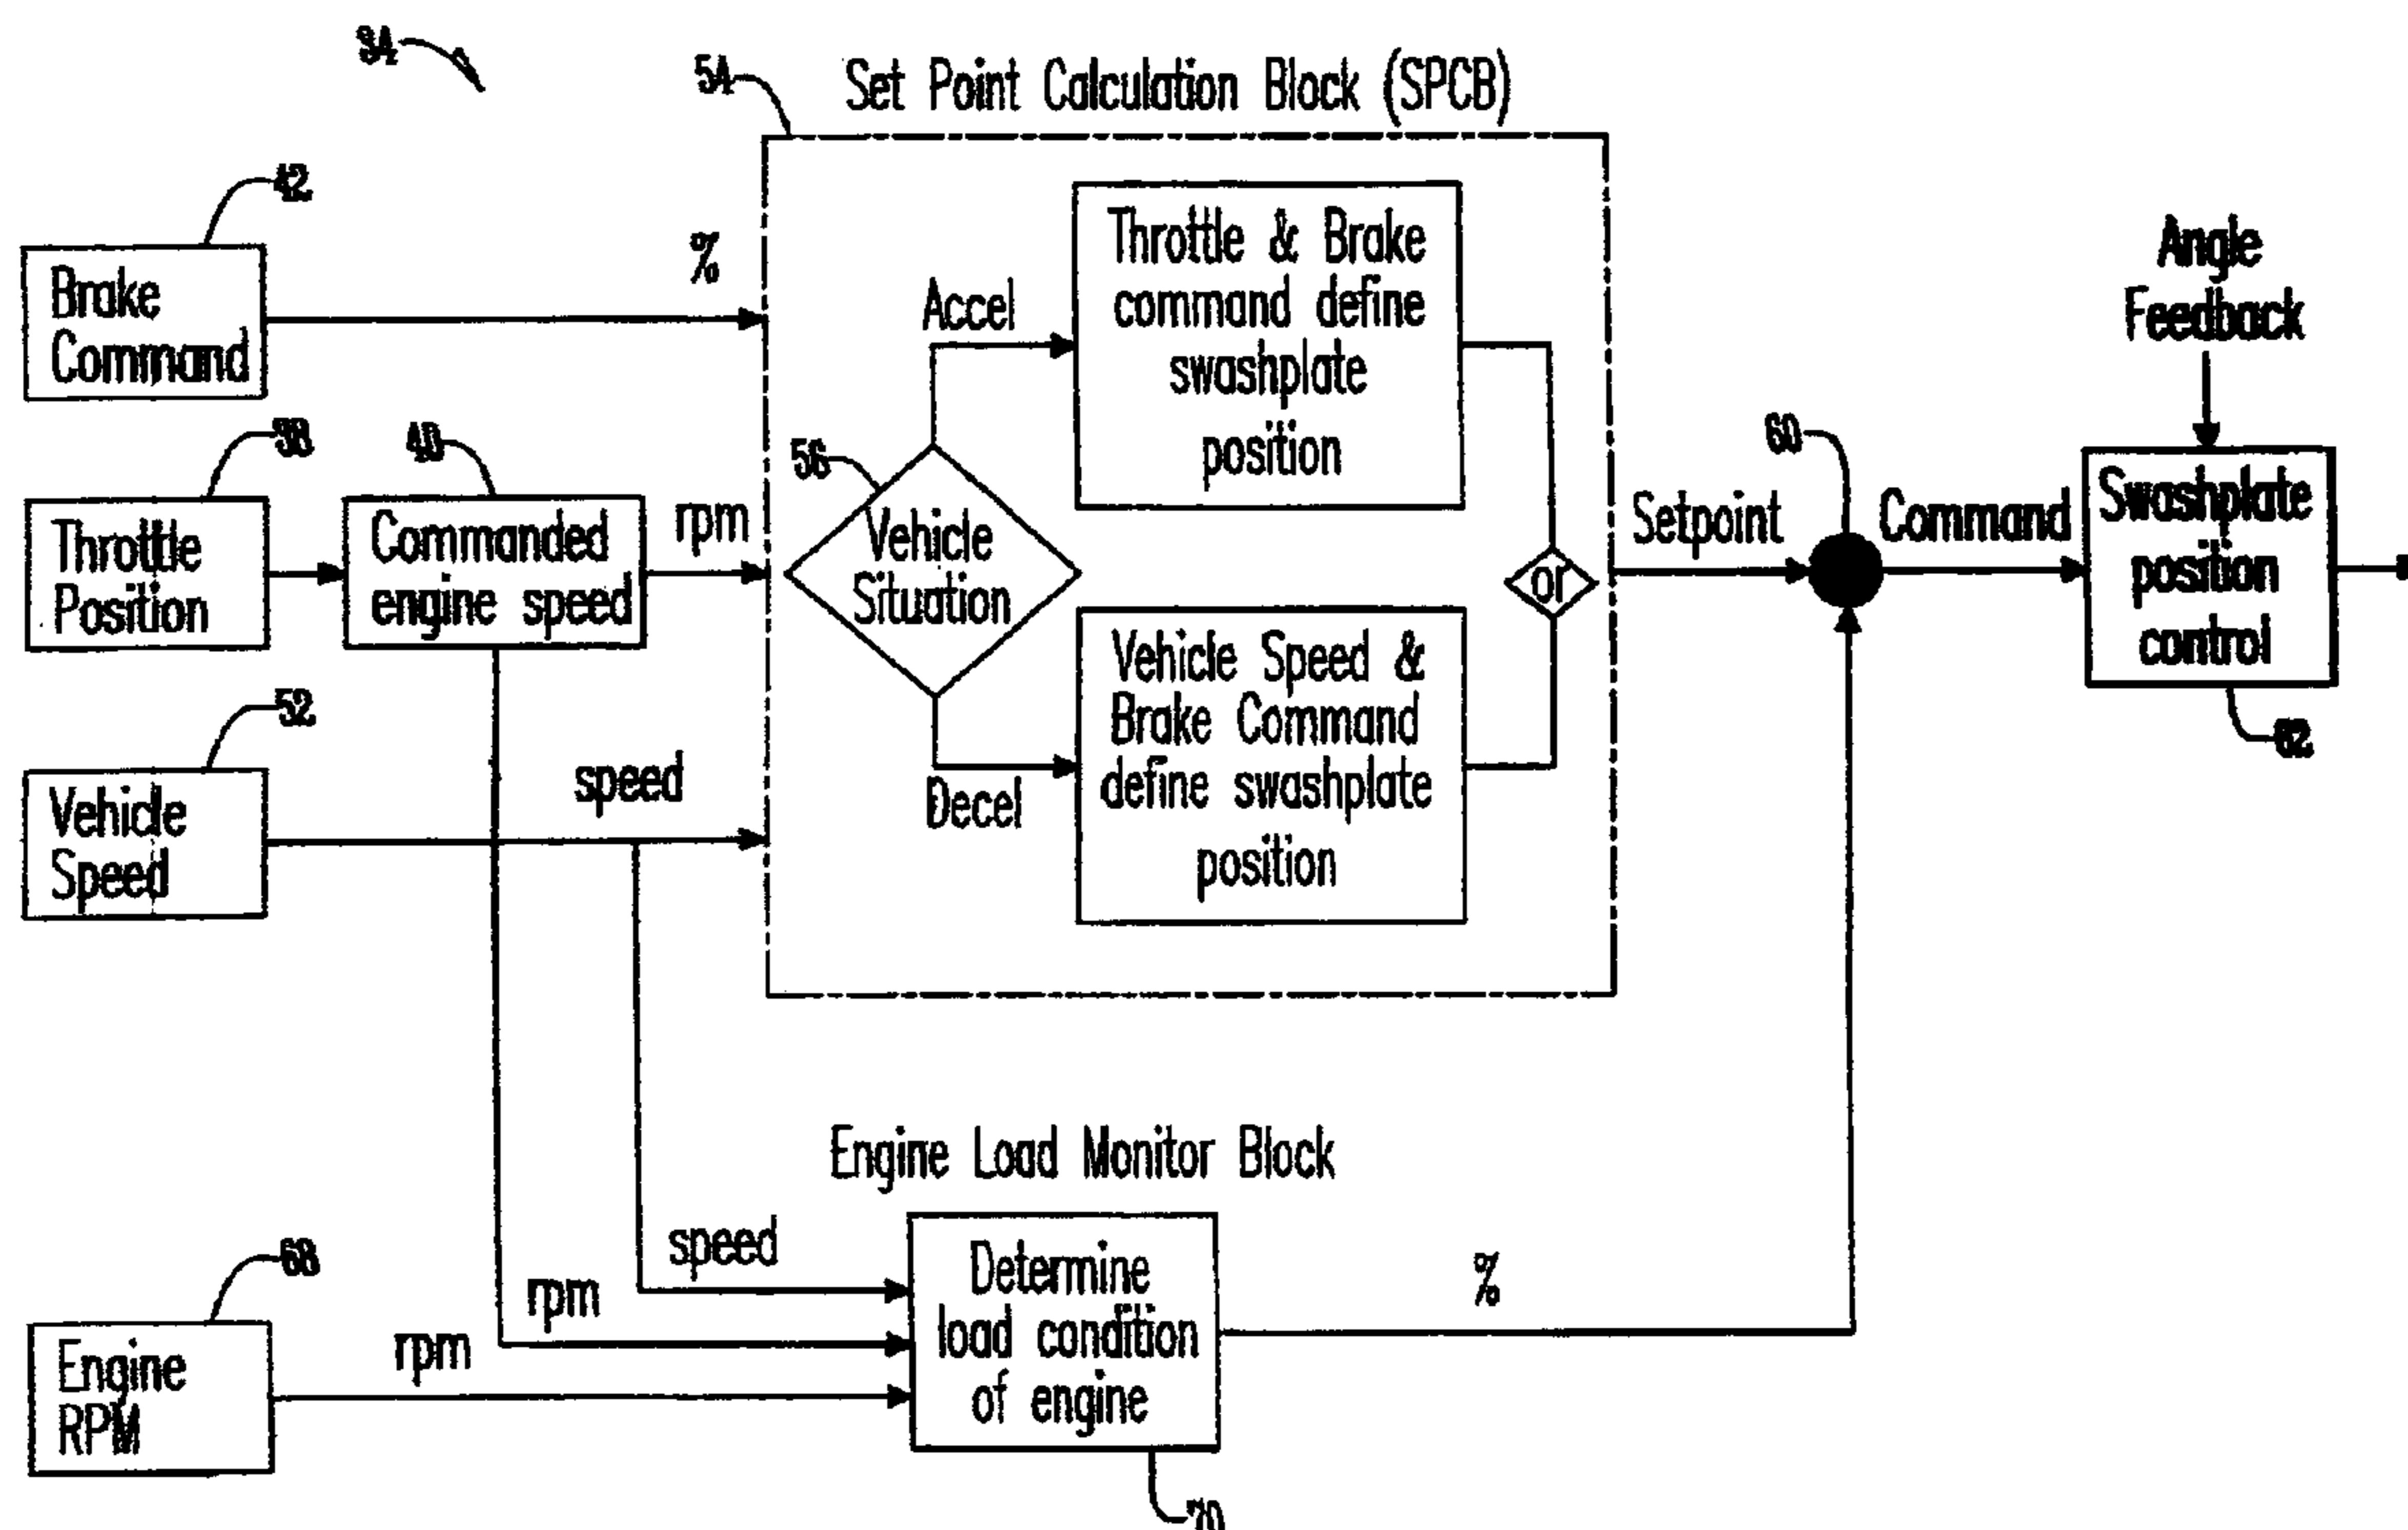 34
54
Set Point Calculation Block (SPCB)
42
Brake
Command
%
Throttle & Brake
command define
swashplate
position
Accel
Angle
Feedback
38
Throttle
Position
40
Commanded
engine speed
rpm
56
Vehicle
Situation
or
Setpoint
60
Command
Swashplate
position
control
62
52
Vehicle
Speed
speed
Decel
Vehicle Speed &
Brake Command
define swashplate
position
Engine Load Monitor Block
68
Engine
RPM
rpm
rpm
speed
Determine
load condition
of engine
%
70